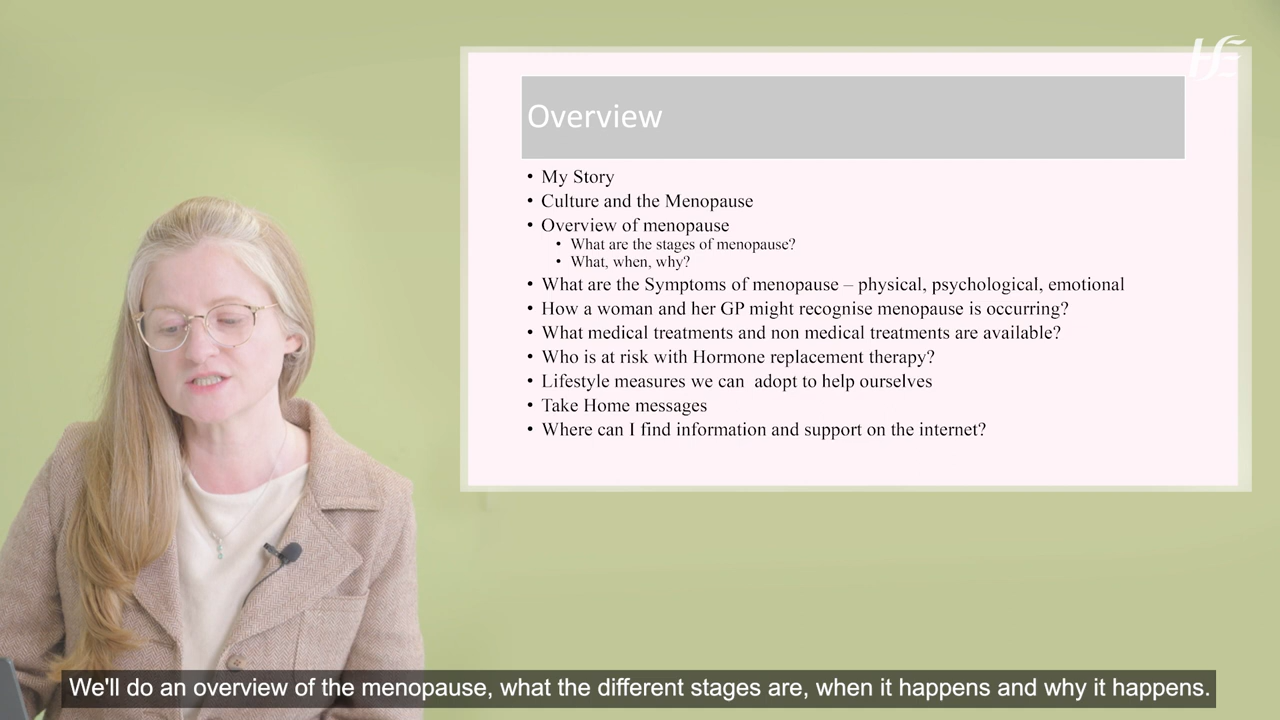 HSE
Overview
• My Story
• Culture and the Menopause
• Overview of menopause
• What are the stages of menopause?
• What, when, why?
• What are the Symptoms of menopause – physical, psychological, emotional
• How a woman and her GP might recognise menopause is occurring?
• What medical treatments and non medical treatments are available?
• Who is at risk with Hormone replacement therapy?
• Lifestyle measures we can  adopt to help ourselves
• Take Home messages
• Where can I find information and support on the internet?
We'll do an overview of the menopause, what the different stages are, when it happens and why it happens.